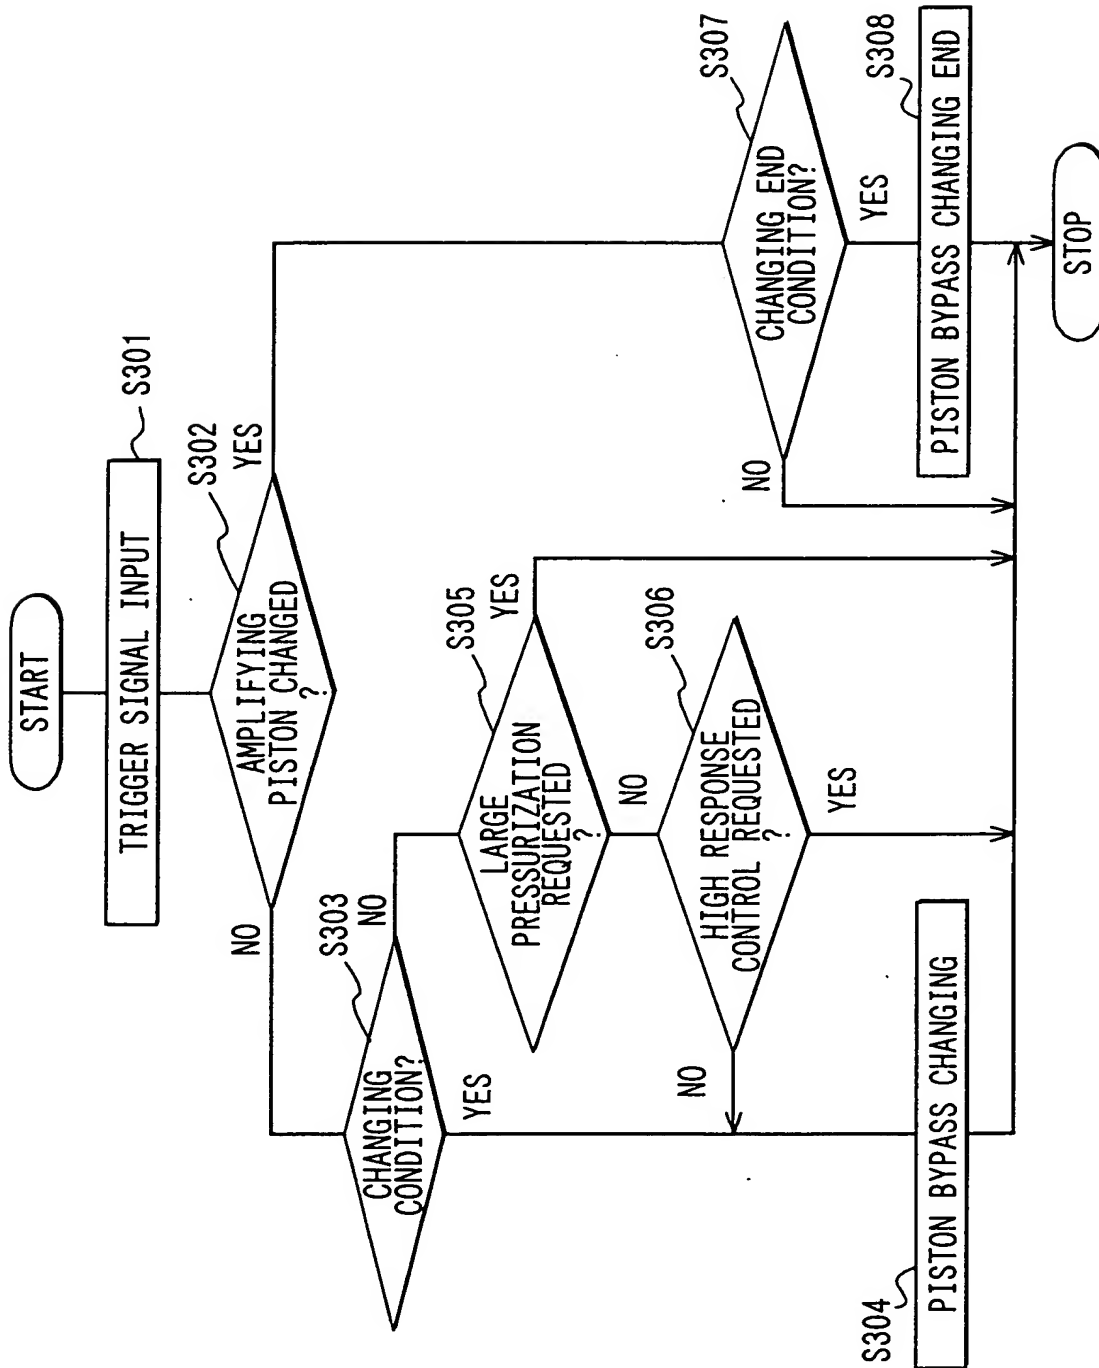 START
TRIGGER SIGNAL INPUT
S301
AMPLIFYING
PISTON CHANGED
?
S302
NO
YES
CHANGING
CONDITION?
S303
NO
YES
LARGE
PRESSURIZATION
REQUESTED
?
S305
YES
NO
HIGH RESPONSE
CONTROL REQUESTED
?
S306
NO
YES
S304
PISTON BYPASS CHANGING
CHANGING END
CONDITION?
S307
NO
YES
PISTON BYPASS CHANGING END
S308
STOP